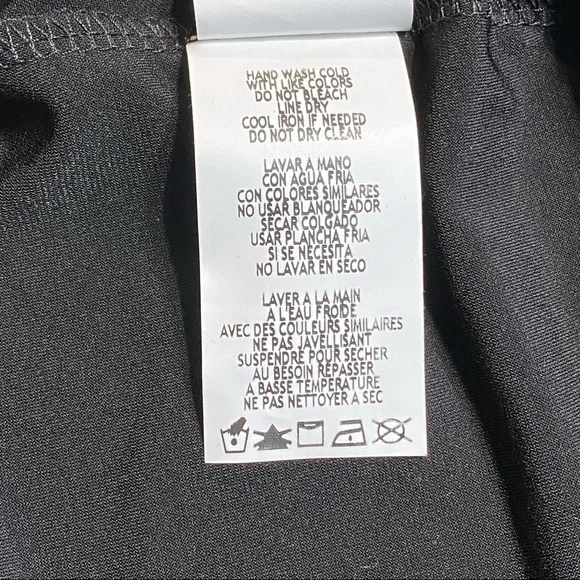 HAND WASH COLD
WITH LIKE COLORS
DO NOT BLEACH
LINE DRY
COOL IRON IF NEEDED
DO NOT DRY CLEAN
LAVAR A MANO
CON AGUA FRIA
CON COLORES SIMILARES
NO USAR BLANQUEADOR
SECAR COLGADO
USAR PLANCHA FRIA
SI SE NECESITA
NO LAVAR EN SECO
LAVER A LA MAIN
A L'EAU FROIDE
AVEC DES COULEURS SIMILAIRES
NE PAS JAVELLISANT
SUSPENDRE POUR SECHER
AU BESOIN REPASSER
A BASSE TEMPERATURE
NE PAS NETTOYER A SEC